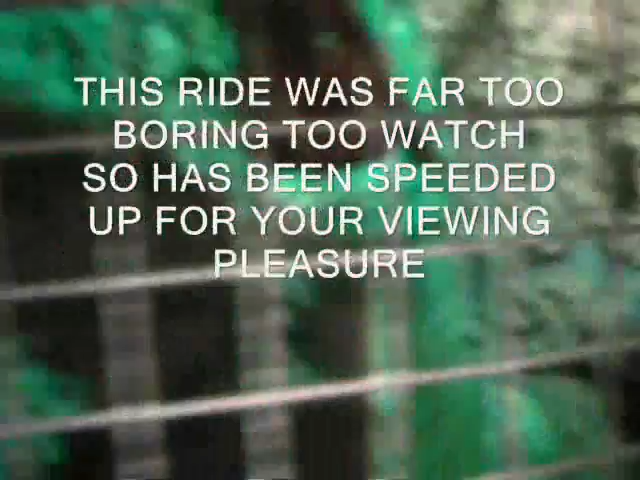 THIS RIDE WAS FAR TOO
BORING TOO WATCH
SO HAS BEEN SPEEDED
UP FOR YOUR VIEWING
PLEASURE